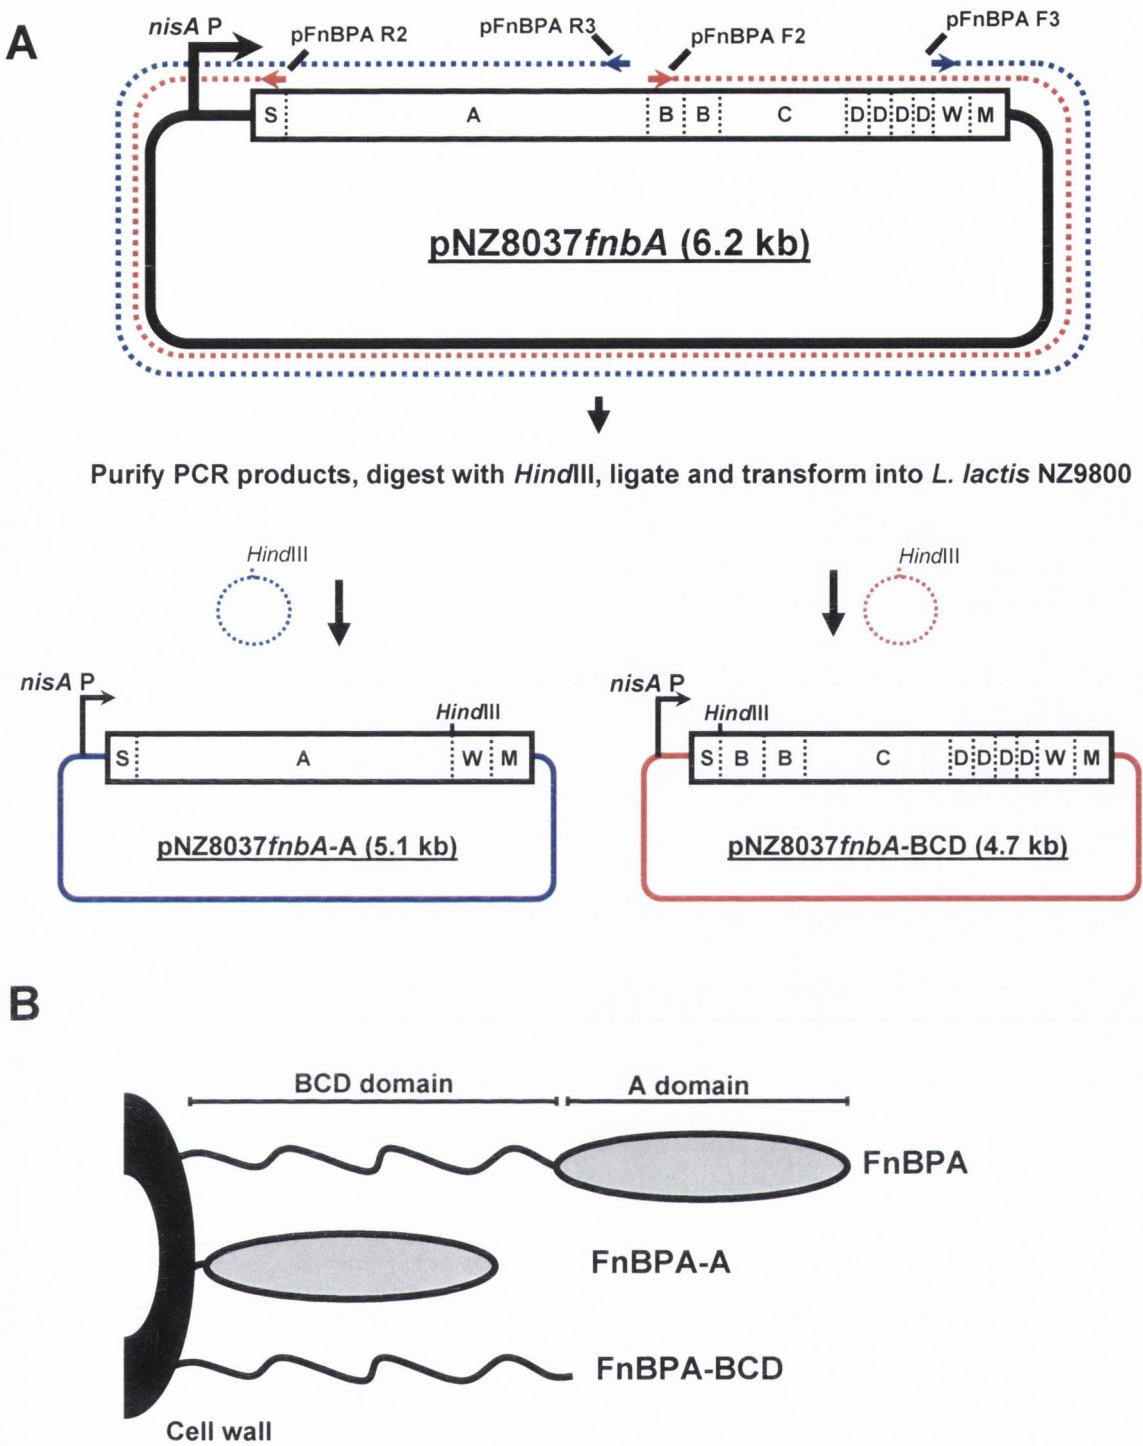 A
nisA P
pFnBPA R2
pFnBPA R3
pFnBPA F2
pFnBPA F3
S A B B C D D D D W M
pNZ8037fnbA (6.2 kb)
Purify PCR products, digest with HindIII, ligate and transform into L. lactis NZ9800
HindIII
HindIII
nisA P
HindIII
S A W M
pNZ8037fnbA-A (5.1 kb)
nisA P
HindIII
S B B C D D D D W M
pNZ8037fnbA-BCD (4.7 kb)
B
BCD domain
A domain
FnBPA
FnBPA-A
FnBPA-BCD
Cell wall